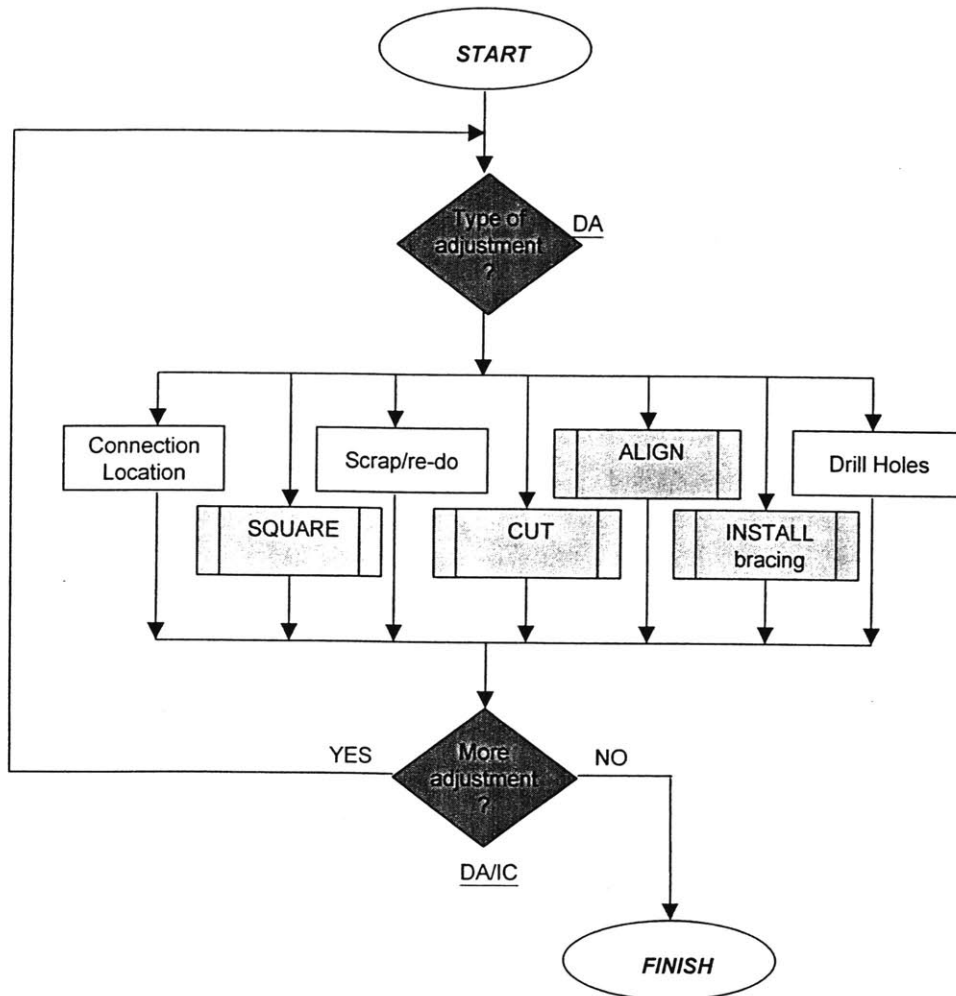 START
Type of
adjustment
?
DA
Connection
Location
Scrap/re-do
ALIGN
Drill Holes
SQUARE
CUT
INSTALL
bracing
YES
More
adjustment
?
NO
DA/IC
FINISH